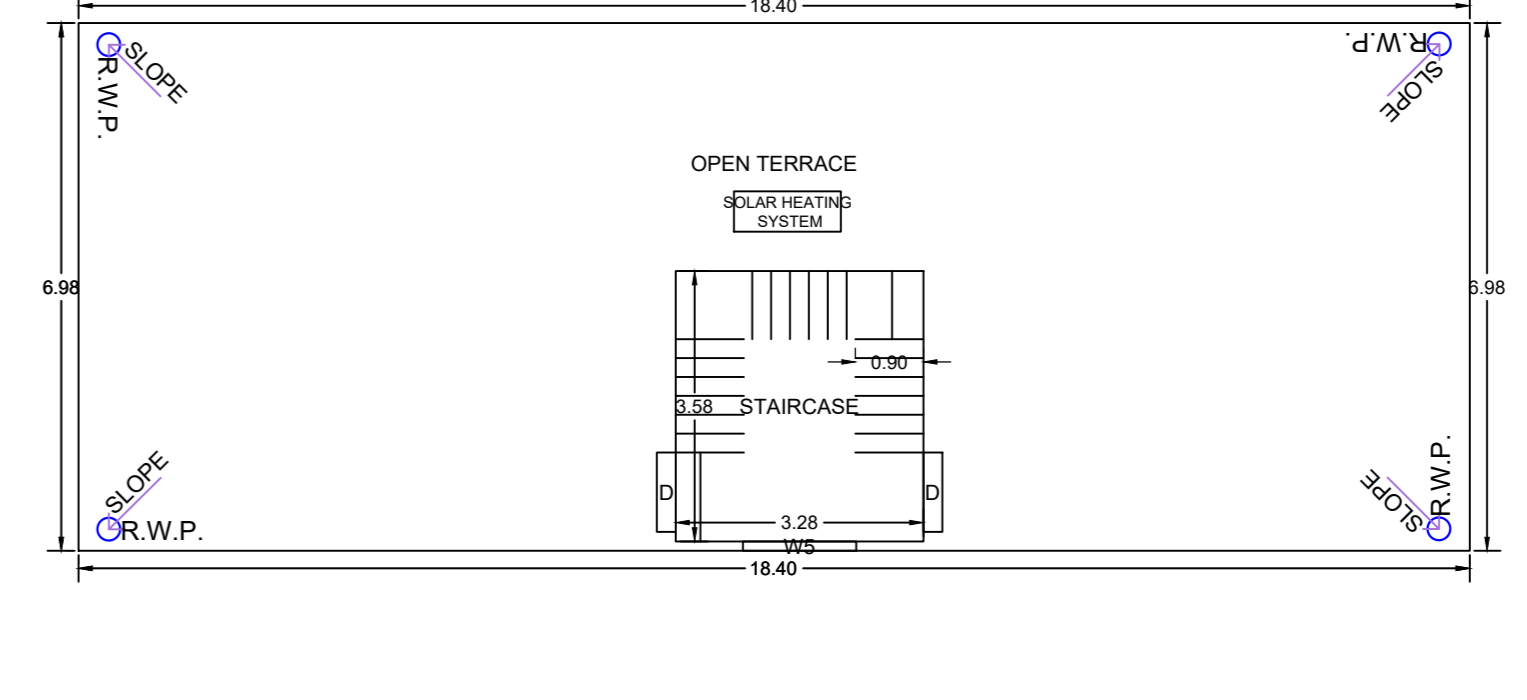 18.40
SLOPE
R.W.P.
R.W.P.
SLOPE
OPEN TERRACE
SOLAR HEATING
SYSTEM
6.98
6.98
0.90
3.58
STAIRCASE
SLOPE
R.W.P.
D
D
SLOPE
R.W.P.
3.28
W5
18.40